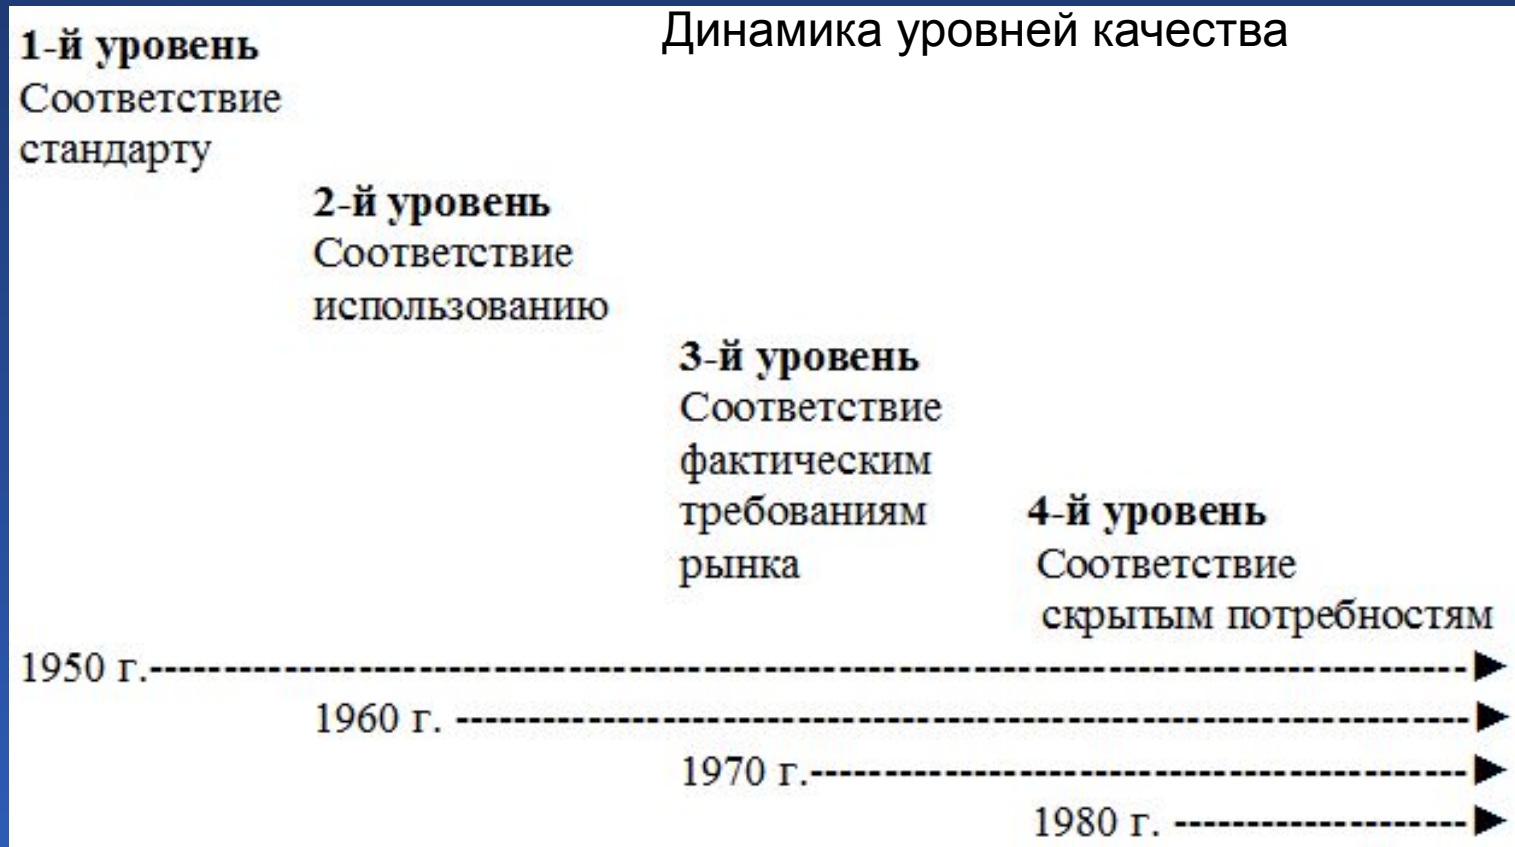 Динамика уровней качества
1-й уровень
Соответствие
стандарту
2-й уровень
Соответствие
использованию
3-й уровень
Соответствие
фактическим
требованиям
рынка
4-й уровень
Соответствие
скрытым потребностям
1950 г.
1960 г.
1970 г.
1980 г.